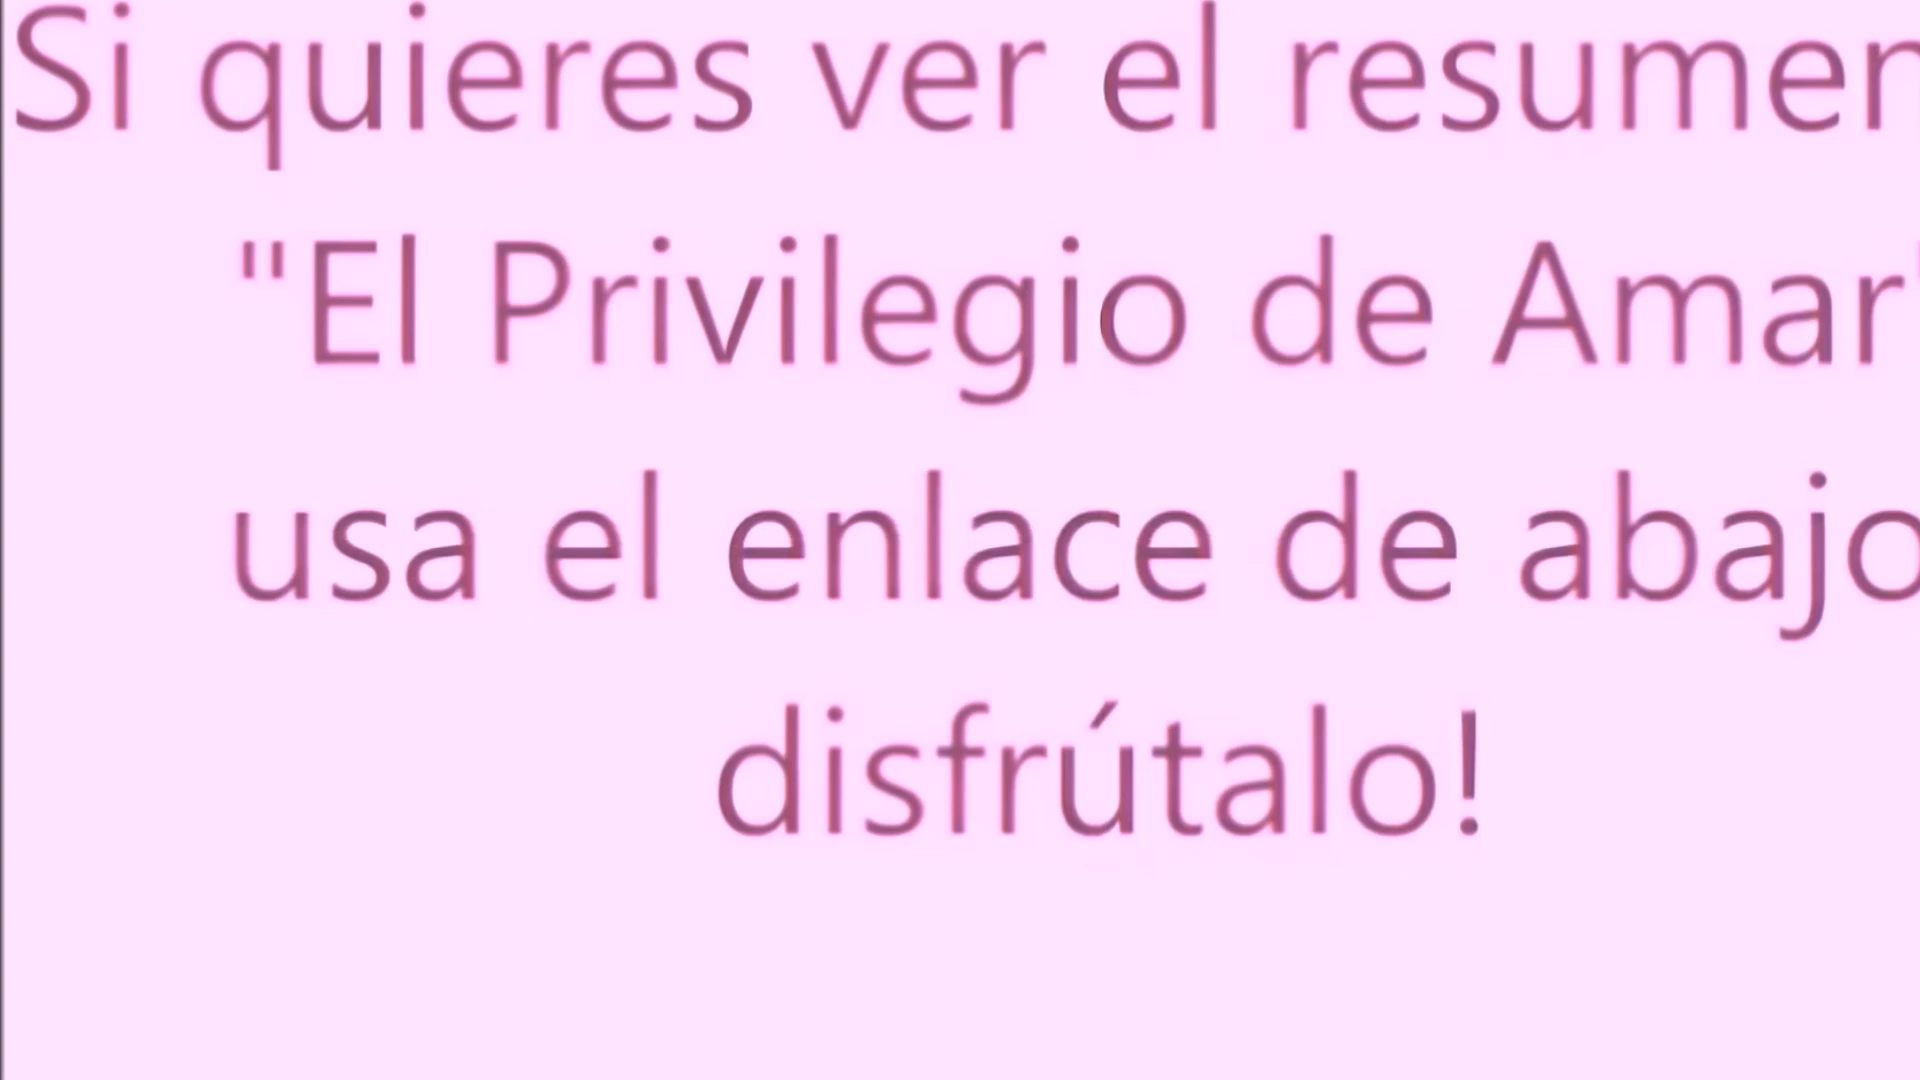 Si quieres ver el resumen
"El Privilegio de Amar"
usa el enlace de abajo
disfrútalo!